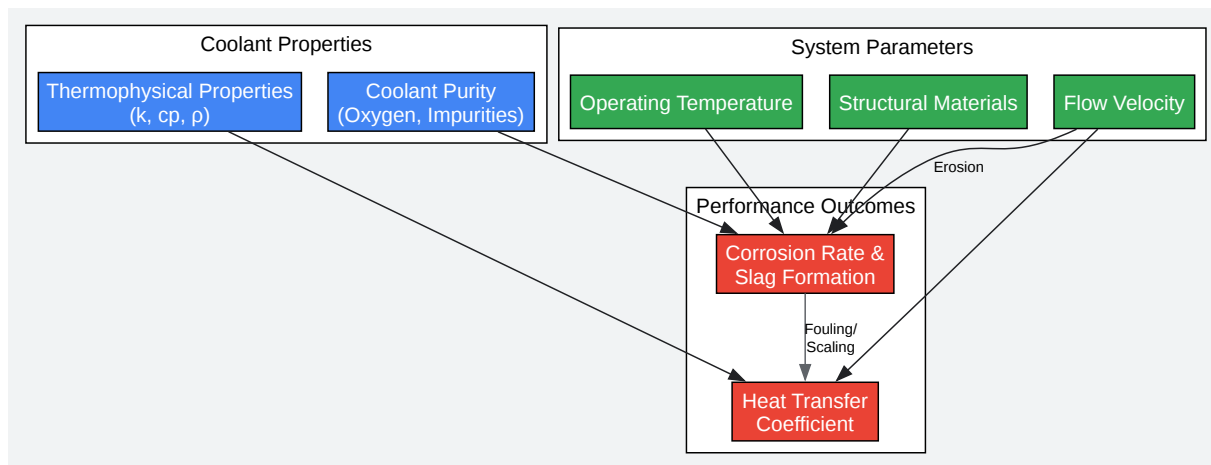 Coolant Properties
Thermophysical Properties
(k, cp, ρ)
Coolant Purity
(Oxygen, Impurities)
System Parameters
Operating Temperature
Structural Materials
Flow Velocity
Erosion
Performance Outcomes
Corrosion Rate &
Slag Formation
Fouling/
Scaling
Heat Transfer
Coefficient